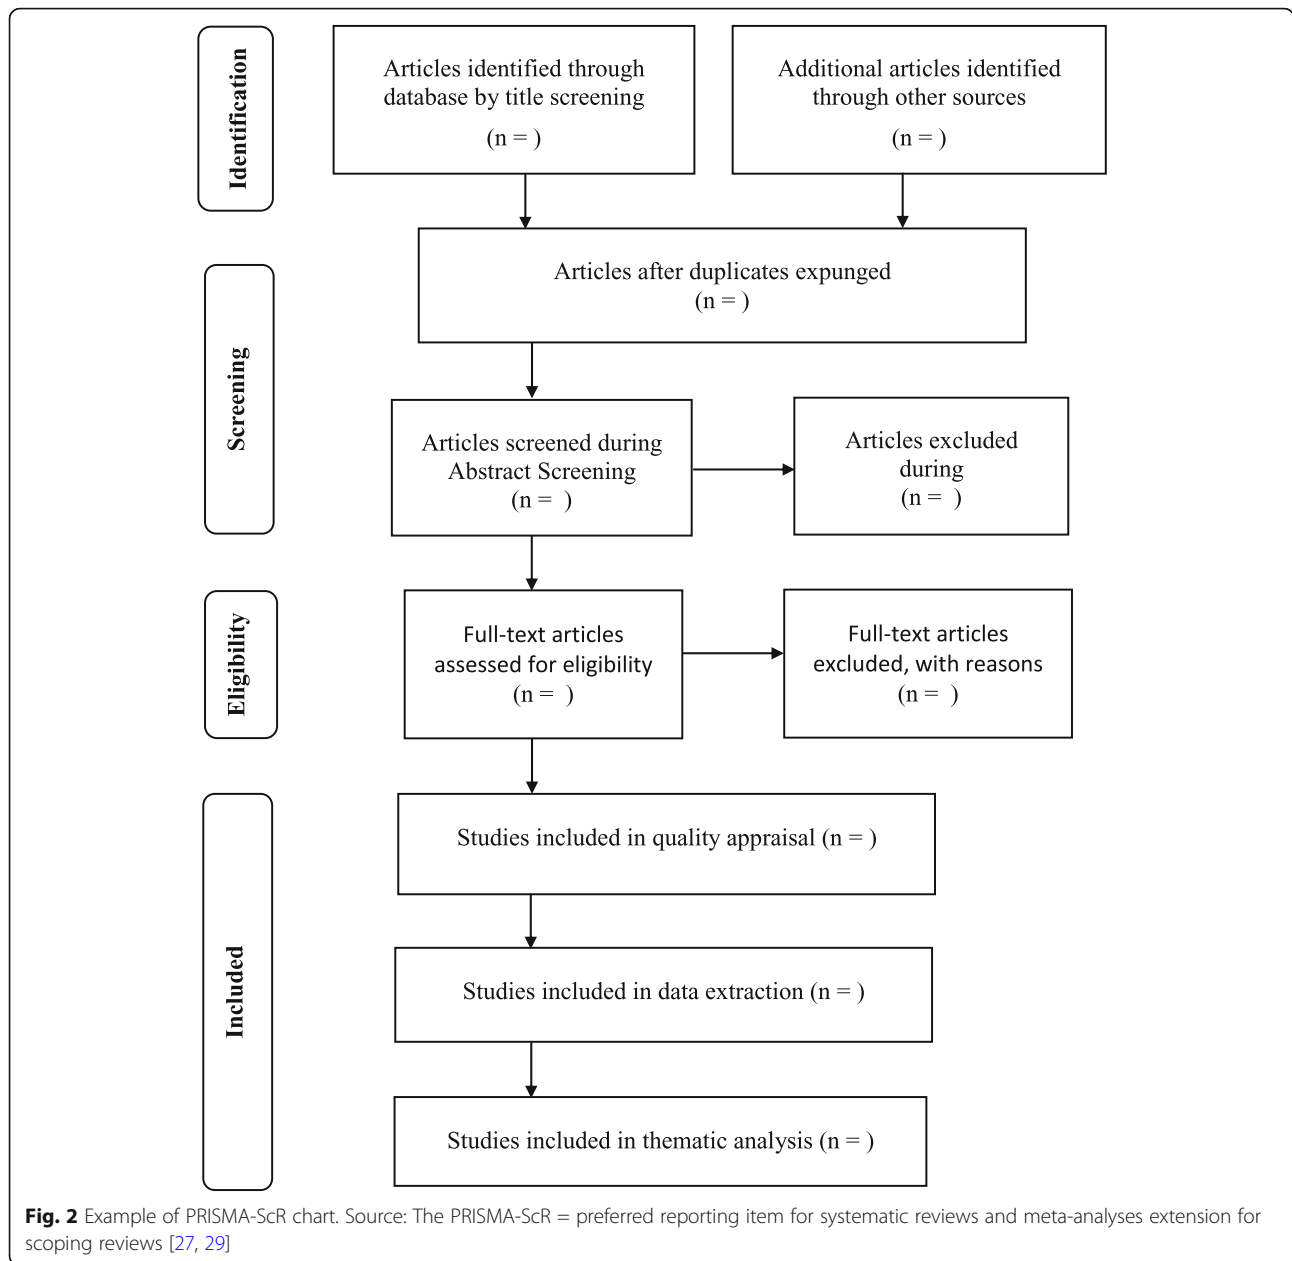 Identification
Articles identified through
database by title screening
(n = )
Additional articles identified
through other sources
(n = )
Screening
Articles after duplicates expunged
(n = )
Articles screened during
Abstract Screening
(n =  )
Articles excluded
during
(n =  )
Eligibility
Full-text articles
assessed for eligibility
(n =  )
Full-text articles
excluded, with reasons
(n =  )
Included
Studies included in quality appraisal (n = )
Studies included in data extraction (n = )
Studies included in thematic analysis (n = )
Fig. 2 Example of PRISMA-ScR chart. Source: The PRISMA-ScR = preferred reporting item for systematic reviews and meta-analyses extension for
scoping reviews [27, 29]